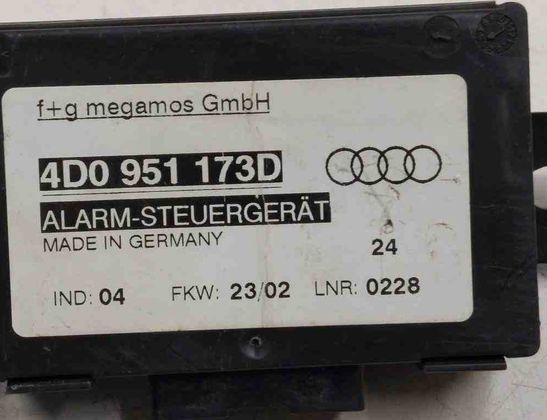 f+g megamos GmbH
4D0 951 173D
ALARM-STEUERGERÄT
MADE IN GERMANY
24
IND: 04 FKW: 23/02 LNR: 0228